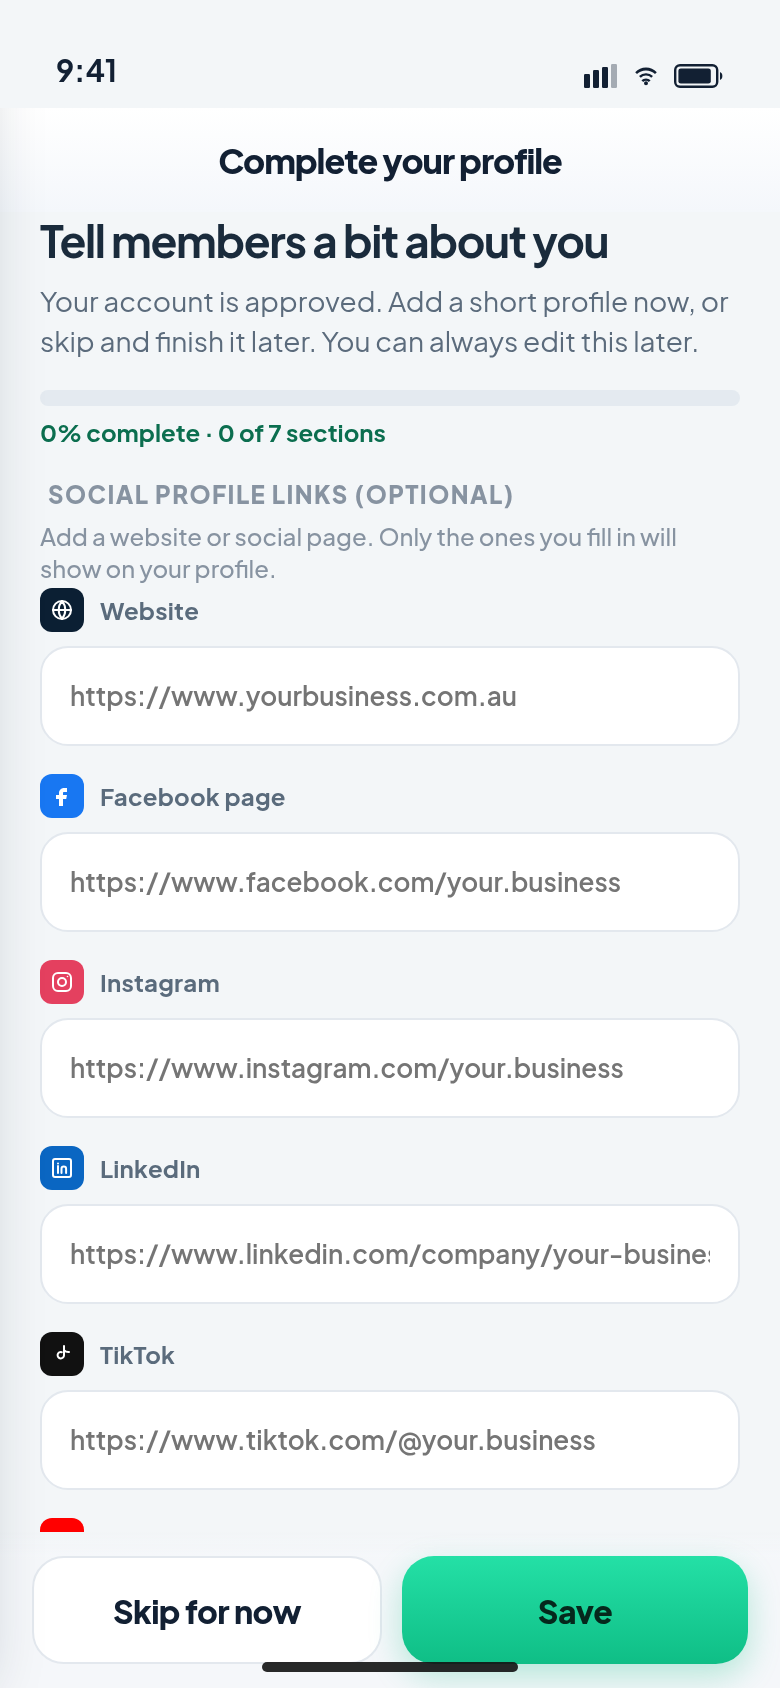 9:41
Complete your profile
Tell members a bit about you
Your account is approved. Add a short profile now, or
skip and finish it later. You can always edit this later.
0% complete · 0 of 7 sections
SOCIAL PROFILE LINKS (OPTIONAL)
Add a website or social page. Only the ones you fill in will
show on your profile.
Website
https://www.yourbusiness.com.au
Facebook page
https://www.facebook.com/your.business
Instagram
https://www.instagram.com/your.business
LinkedIn
https://www.linkedin.com/company/your-busines
TikTok
https://www.tiktok.com/@your.business
Skip for now
Save